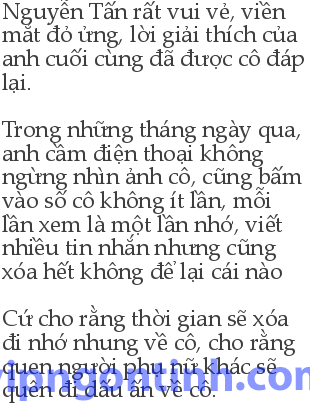 Nguyễn Tấn rất vui vẻ, viền
mắt đỏ ửng, lời giải thích của
anh cuối cùng đã được cô đáp
lại.
Trong những tháng ngày qua,
anh cầm điện thoại không
ngừng nhìn ảnh cô, cũng bấm
vào số cô không ít lần, mỗi
lần xem là một lần nhớ, viết
nhiều tin nhắn nhưng cũng
xóa hết không để lại cái nào
Cứ cho rằng thời gian sẽ xóa
đi nhớ nhung về cô, cho rằng
quen người phụ nữ khác sẽ
quên đi dấu ấn về cô.
vipngontinh.com